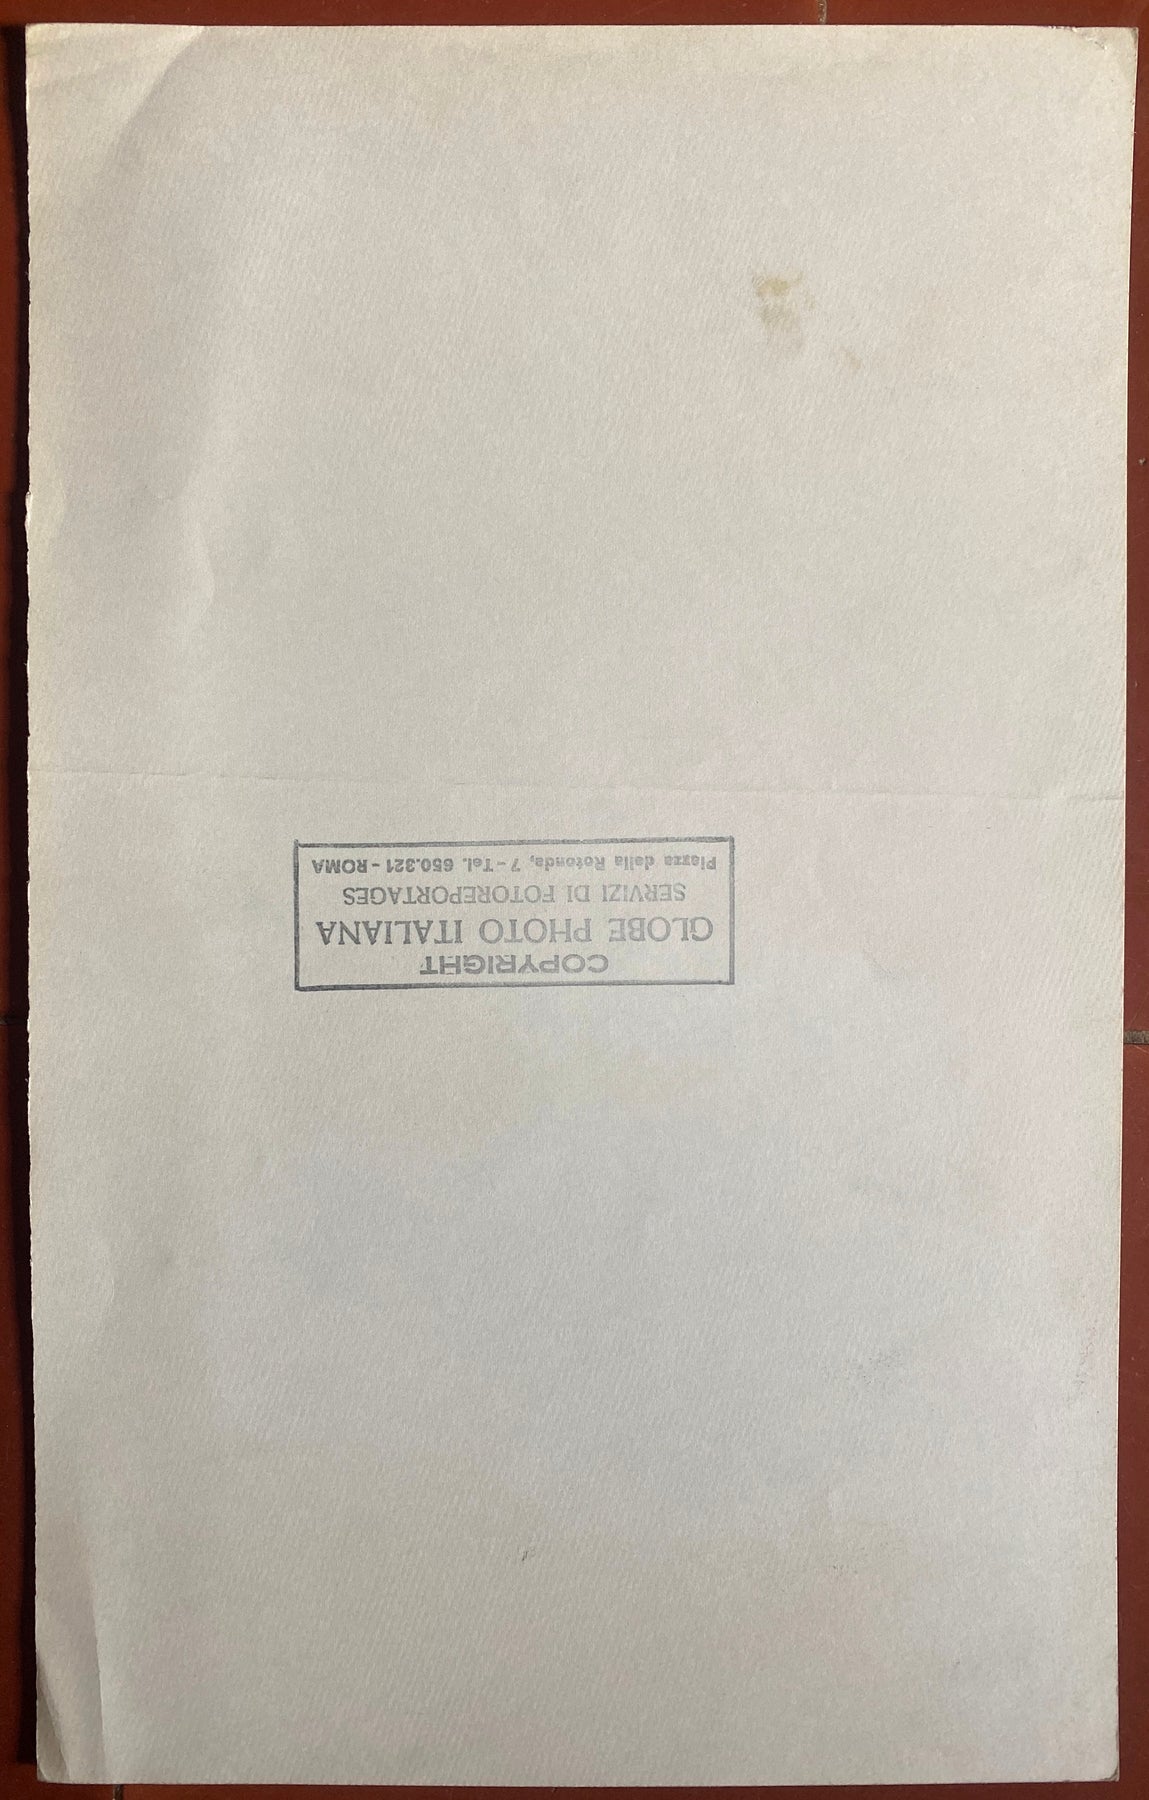 COPYRIGHT
GLOBE PHOTO ITALIANA
SERVIZI DI FOTOREPORTAGES
Piazza della Rotonda, 7 - Tel. 650.321 - ROMA